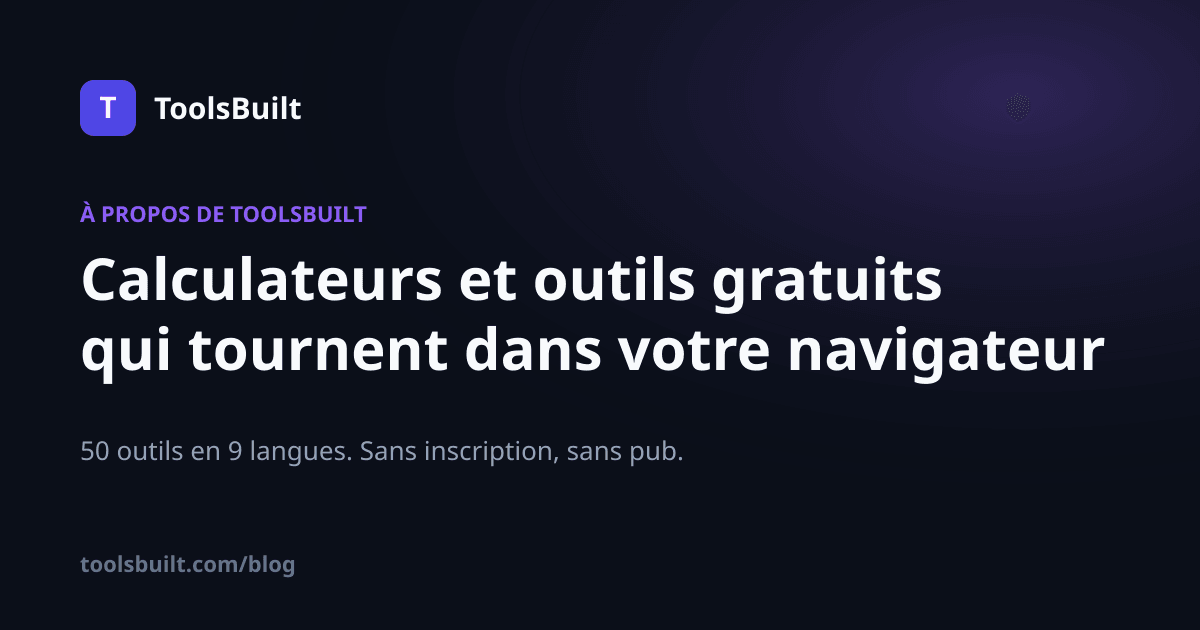 T ToolsBuilt
À PROPOS DE TOOLSBUILT
Calculateurs et outils gratuits
qui tournent dans votre navigateur
50 outils en 9 langues. Sans inscription, sans pub.
toolsbuilt.com/blog